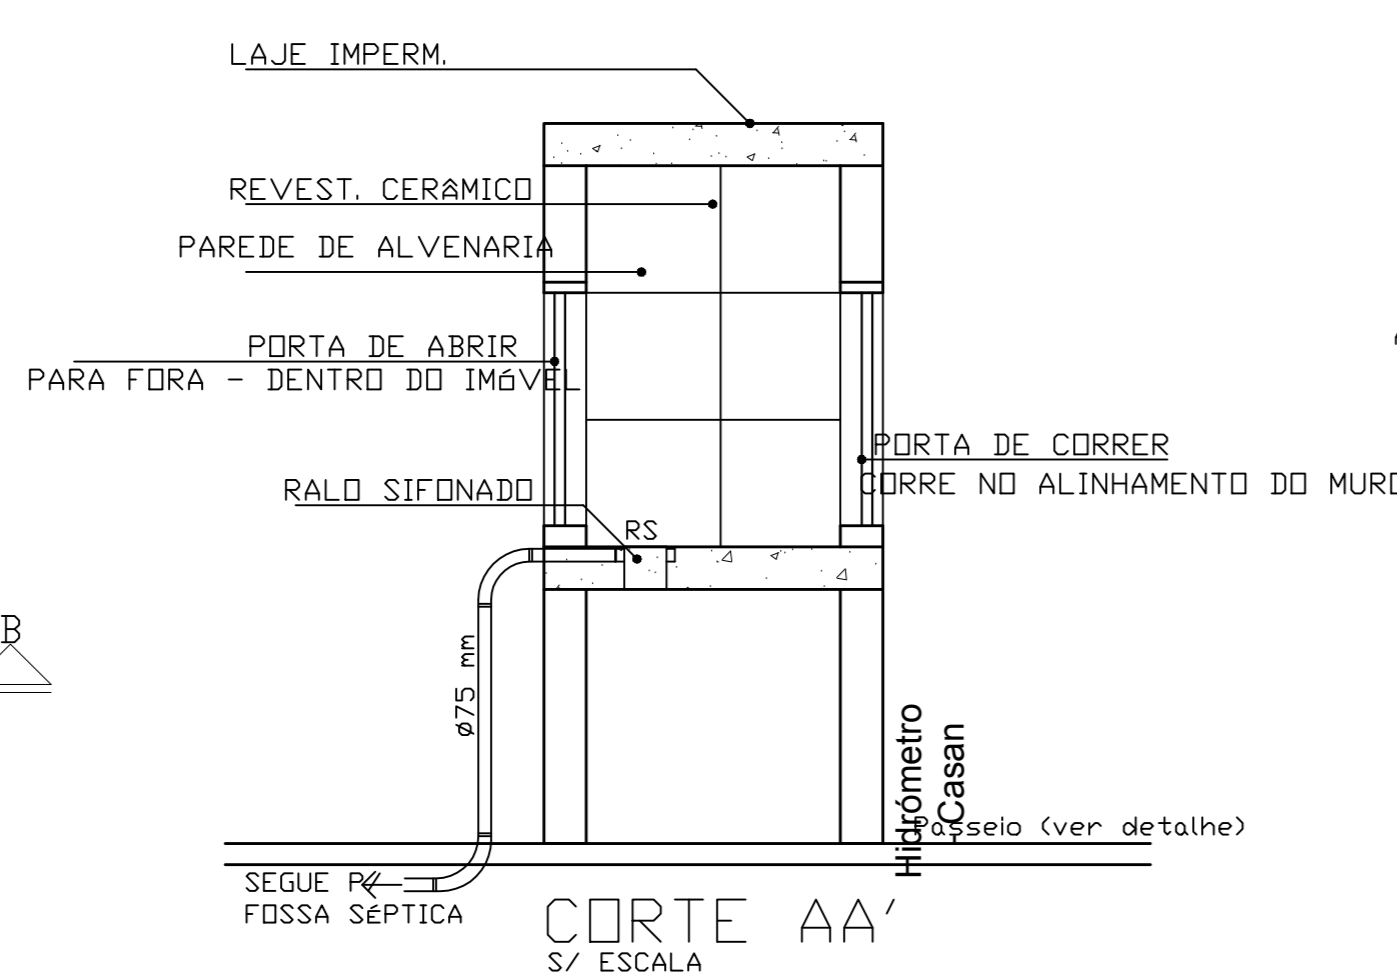 LAJE IMPERM.
REVEST. CERÂMICO
PAREDE DE ALVENARIA
PORTA DE ABRIR
PARA FORA - DENTRO DO IMÓVEL
PORTA DE CORRER
CORRE NO ALINHAMENTO DO MURO
RALO SIFONADO
RS
B
ø75 mm
Hidrómetro
Casan
Passeio (ver detalhe)
SEGUE P/
FOSSA SÉPTICA
CORTE AA'
S/ ESCALA